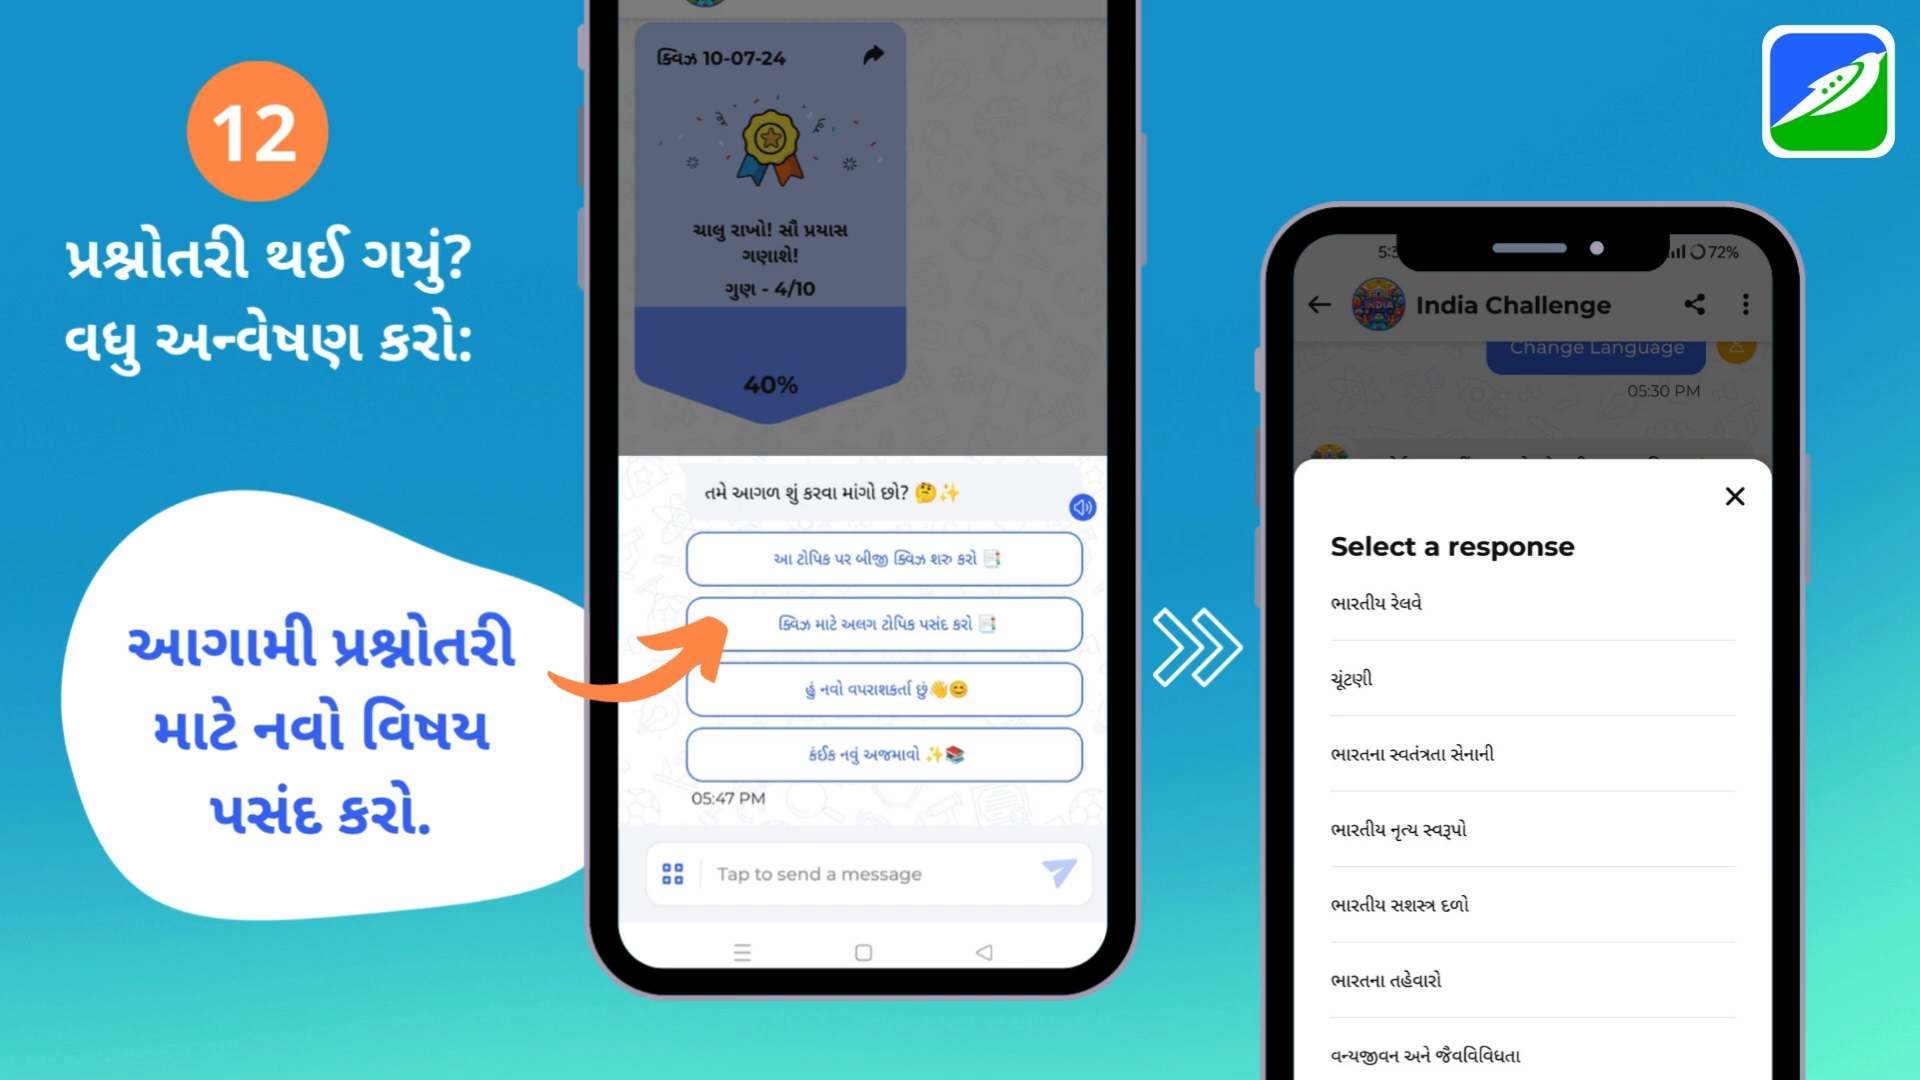 12
પ્રશ્નોતરી થઈ ગયું?
વધુ અન્વેષણ કરો:
આગામી પ્રશ્નોતરી
માટે નવો વિષય
પસંદ કરો.
ક્વિઝ 10-07-24
ચાલુ રાખો! સૌ પ્રયાસ
ગણાશે!
ગુણ - 4/10
40%
તમે આગળ શું કરવા માંગો છો? 🤔✨
આ ટોપિક પર બીજી ક્વિઝ શરુ કરો 📑
ક્વિઝ માટે અલગ ટોપિક પસંદ કરો 📑
હું નવો વપરાશકર્તા છું👋😊
કંઈક નવું અજમાવો ✨📚
05:47 PM
Tap to send a message
72%
India Challenge
Change Language
05:30 PM
Select a response
ભારતીય રેલવે
ચૂંટણી
ભારતના સ્વતંત્રતા સેનાની
ભારતીય નૃત્ય સ્વરૂપો
ભારતીય સશસ્ત્ર દળો
ભારતના તહેવારો
વન્યજીવન અને જૈવવિવિધતા